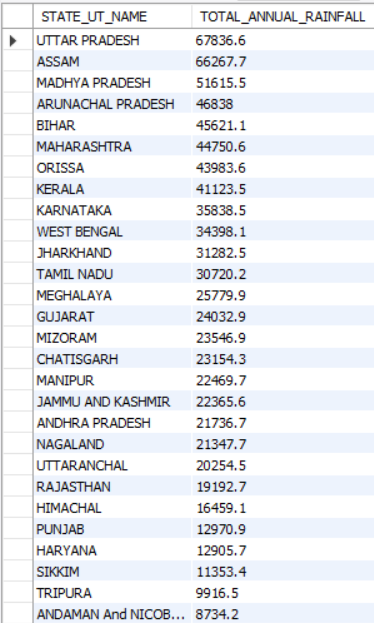 STATE_UT_NAME TOTAL_ANNUAL_RAINFALL
UTTAR PRADESH 67836.6
ASSAM 66267.7
MADHYA PRADESH 51615.5
ARUNACHAL PRADESH 46838
BIHAR 45621.1
MAHARASHTRA 44750.6
ORISSA 43983.6
KERALA 41123.5
KARNATAKA 35838.5
WEST BENGAL 34398.1
JHARKHAND 31282.5
TAMIL NADU 30720.2
MEGHALAYA 25779.9
GUJARAT 24032.9
MIZORAM 23546.9
CHATISGARH 23154.3
MANIPUR 22469.7
JAMMU AND KASHMIR 22365.6
ANDHRA PRADESH 21736.7
NAGALAND 21347.7
UTTARANCHAL 20254.5
RAJASTHAN 19192.7
HIMACHAL 16459.1
PUNJAB 12970.9
HARYANA 12905.7
SIKKIM 11353.4
TRIPURA 9916.5
ANDAMAN And NICOB... 8734.2